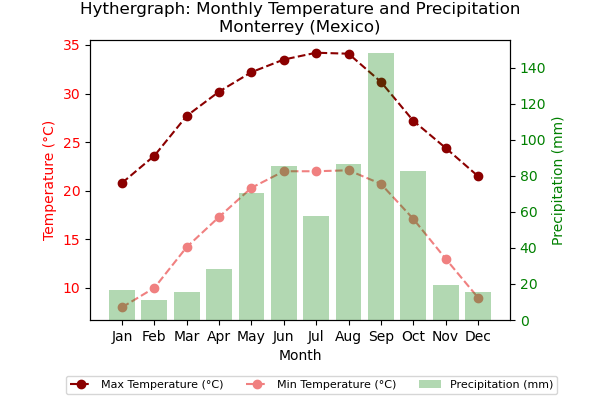 Hythergraph: Monthly Temperature and Precipitation
Monterrey (Mexico)
Temperature (°C)
35
30
25
20
15
10
Precipitation (mm)
140
120
100
80
60
40
20
0
Jan Feb Mar Apr May Jun Jul Aug Sep Oct Nov Dec
Month
Max Temperature (°C) Min Temperature (°C) Precipitation (mm)